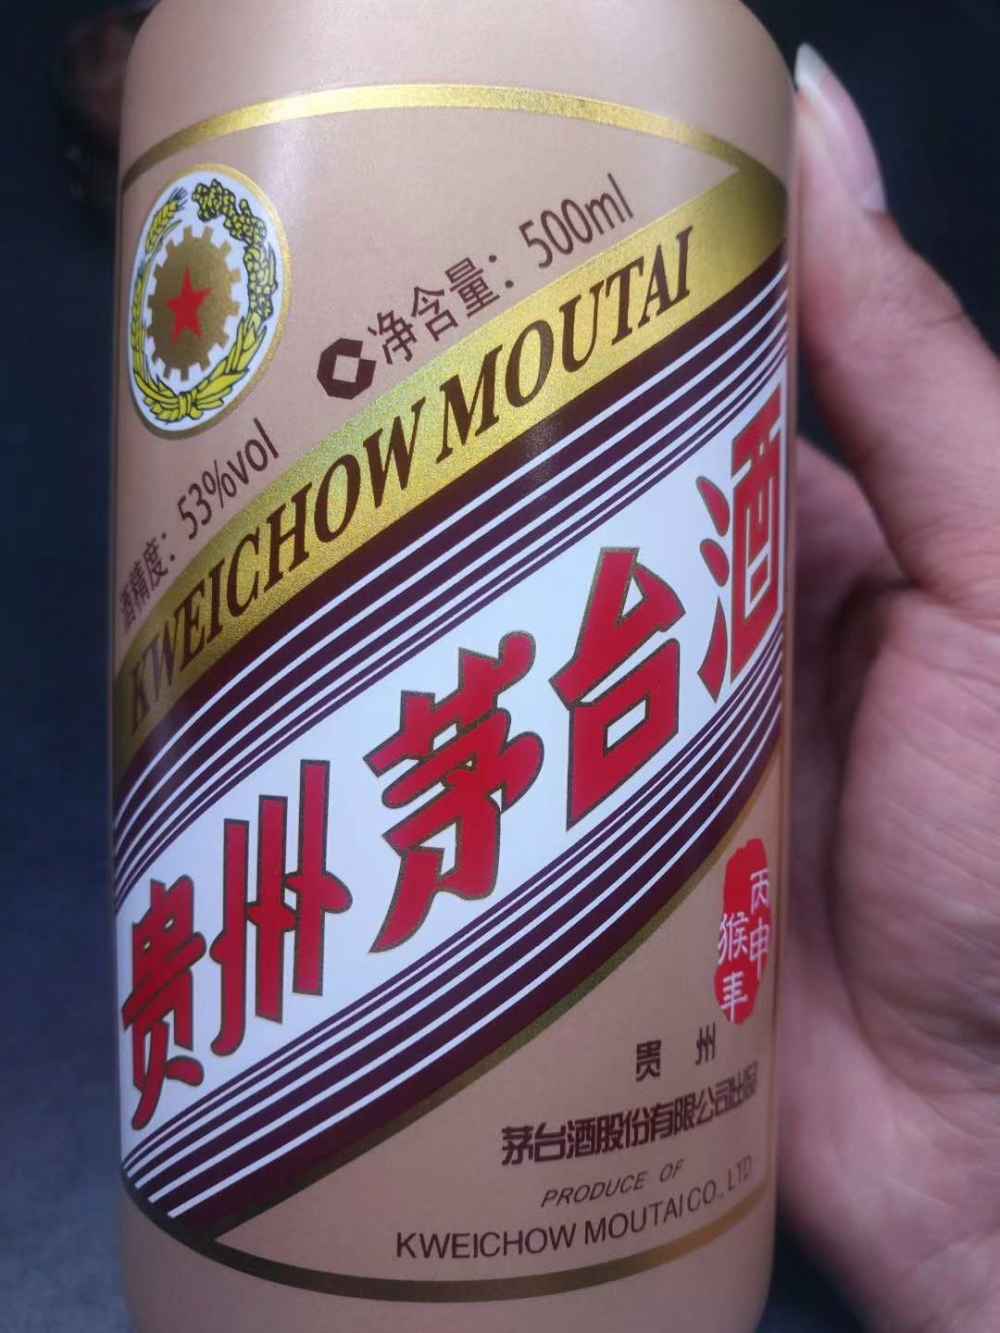 净含量：500ml
酒精度：53%vol
KWEICHOW MOUTAI
贵州茅台酒
丙申
猴年
贵州
茅台酒股份有限公司出品
PRODUCE OF
KWEICHOW MOUTAI CO., LTD